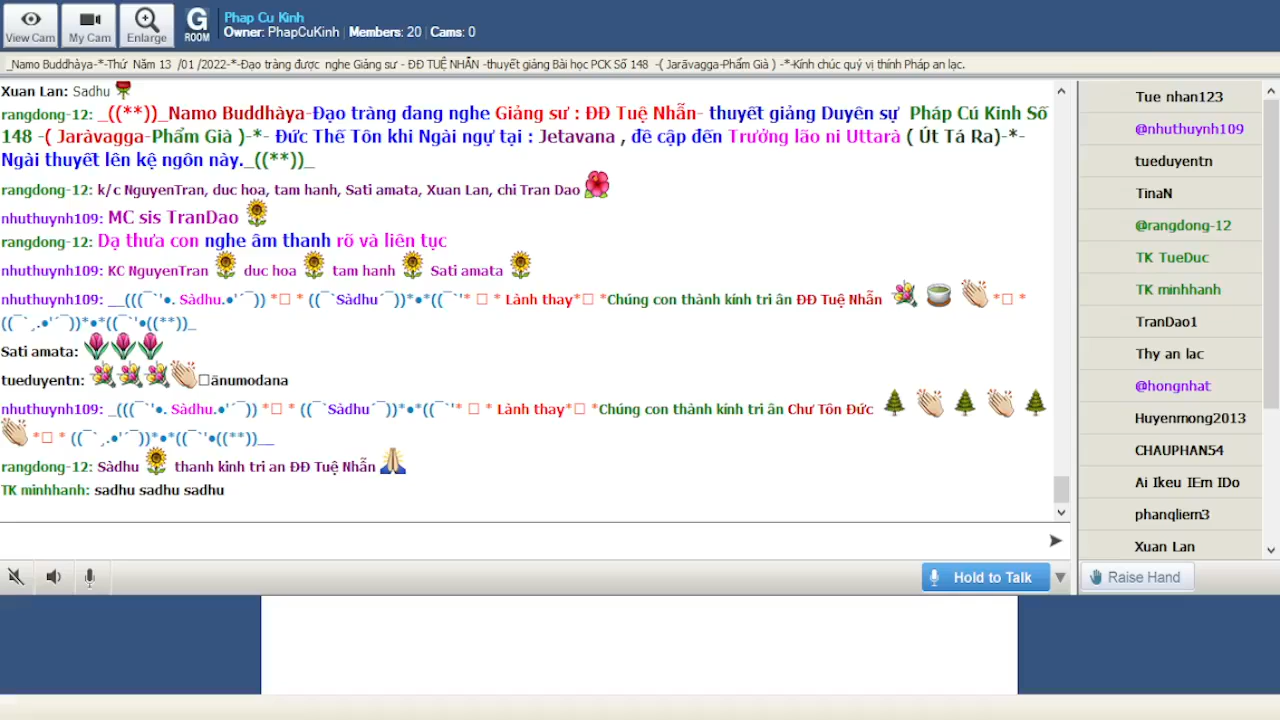 Phap Cu Kinh
Owner: PhapCuKinh | Members: 20 | Cams: 0
View Cam
My Cam
Enlarge
G
ROOM
_Namo Buddhàya-*-Thứ Năm 13 /01 /2022-*-Đạo tràng được nghe Giảng sư - ĐĐ TUỆ NHẪN -thuyết giảng Bài học PCK Số 148 -( Jarāvagga-Phẩm Già ) -*-Kính chúc quý vị thính Pháp an lạc.
Xuan Lan: Sadhu 🌹
rangdong-12: _((**))_Namo Buddhàya-Đạo tràng đang nghe Giảng sư : ĐĐ Tuệ Nhẫn- thuyết giảng Duyên sự Pháp Cú Kinh Số
148 -( Jaràvagga-Phẩm Già )-*- Đức Thế Tôn khi Ngài ngự tại : Jetavana , đề cập đến Trưởng lão ni Uttarà ( Út Tá Ra)-*-
Ngài thuyết lên kệ ngôn này._((**))_
rangdong-12: k/c NguyenTran, duc hoa, tam hanh, Sati amata, Xuan Lan, chi Tran Dao 🌺
nhuthuynh109: MC sis TranDao 🌻
rangdong-12: Dạ thưa con nghe âm thanh rõ và liên tục
nhuthuynh109: KC NguyenTran 🌻 duc hoa 🌻 tam hanh 🌻 Sati amata 🌻
nhuthuynh109: __(((¯`'•. Sàdhu.•'´¯)) *□ * ((¯`Sàdhu´¯))*•*((¯`'* □ * Lành thay*□ *Chúng con thành kính tri ân ĐĐ Tuệ Nhẫn 💐 🍵 👏🏻 *□ *
((¯`¸.•'´¯))*•*((¯`'•((**))_
Sati amata: 🌷🌷🌷
tueduyentn: 💐💐💐👏🏻□ānumodana
nhuthuynh109: _(((¯`'•. Sàdhu.•'´¯)) *□ * ((¯`Sàdhu´¯))*•*((¯`'* □ * Lành thay*□ *Chúng con thành kính tri ân Chư Tôn Đức 🌲 👏🏻 🌲 👏🏻 🌲
👏🏻 *□ * ((¯`¸.•'´¯))*•*((¯`'•((**))__
rangdong-12: Sàdhu 🌻 thanh kinh tri an ĐĐ Tuệ Nhẫn 🙏🏻
TK minhhanh: sadhu sadhu sadhu
Hold to Talk
Tue nhan123
@nhuthuynh109
tueduyentn
TinaN
@rangdong-12
TK TueDuc
TK minhhanh
TranDao1
Thy an lac
@hongnhat
Huyenmong2013
CHAUPHAN54
Ai Ikeu IEm IDo
phanqliem3
Xuan Lan
Raise Hand